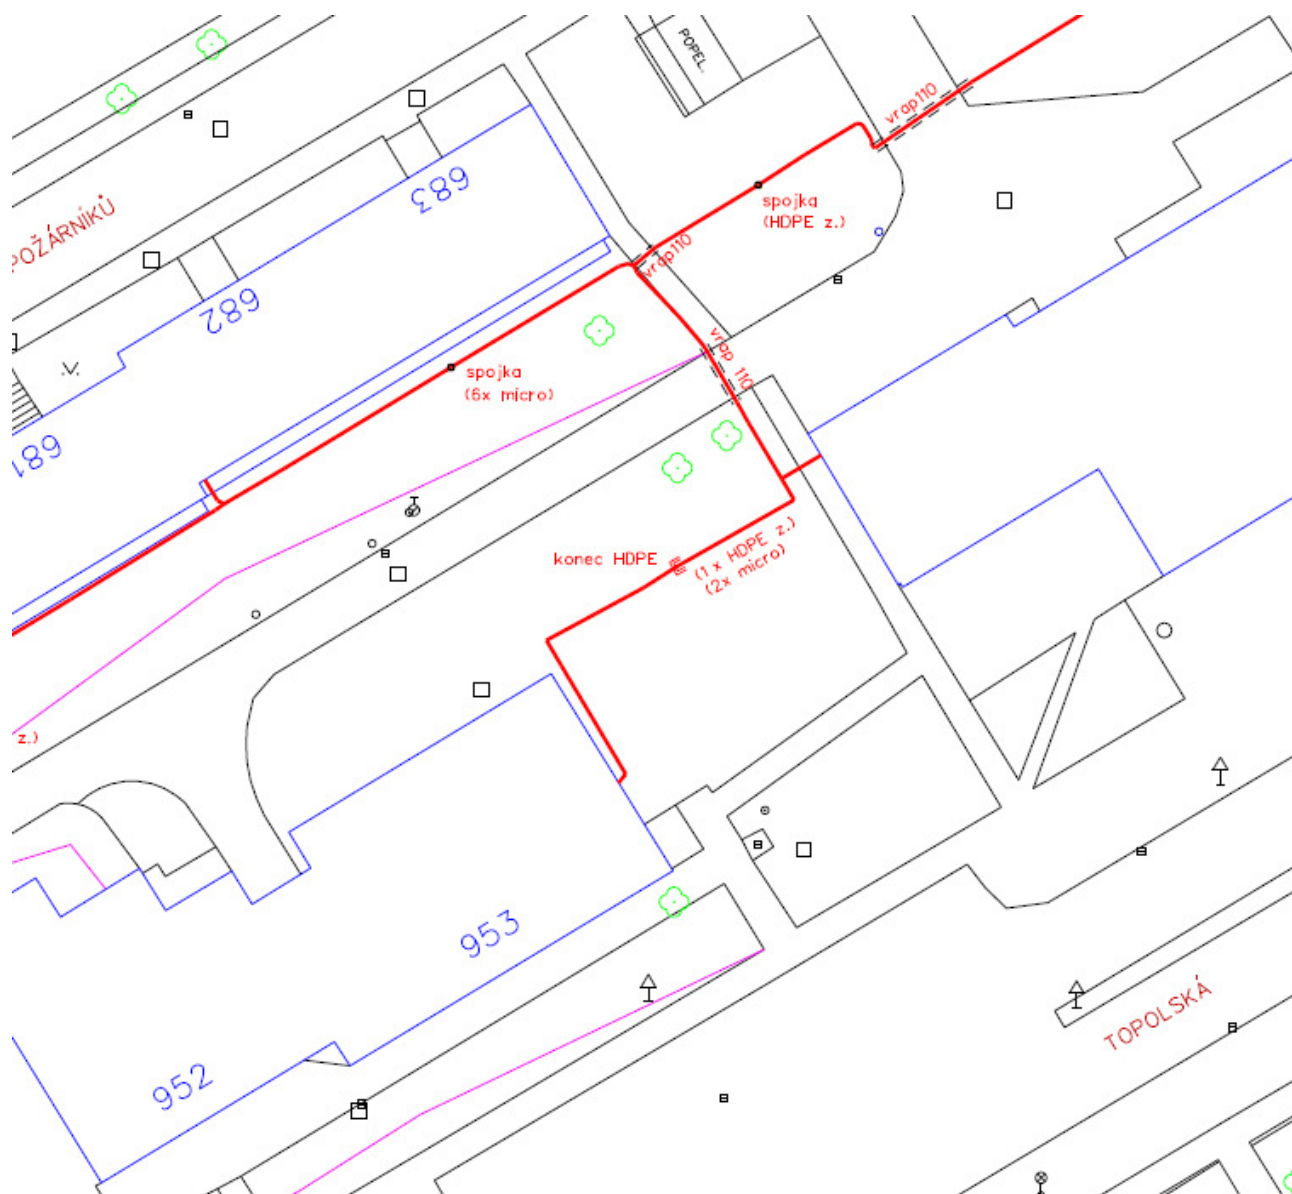 POPEL.
vrap110
683
spojka
(HDPE z.)
POŽÁRNÍKŮ
vrap110
682
vrap 110
spojka
(6x micro)
681
konec HDPE
(1 x HDPE z.)
(2x micro)
z.)
953
TOPOLSKÁ
952